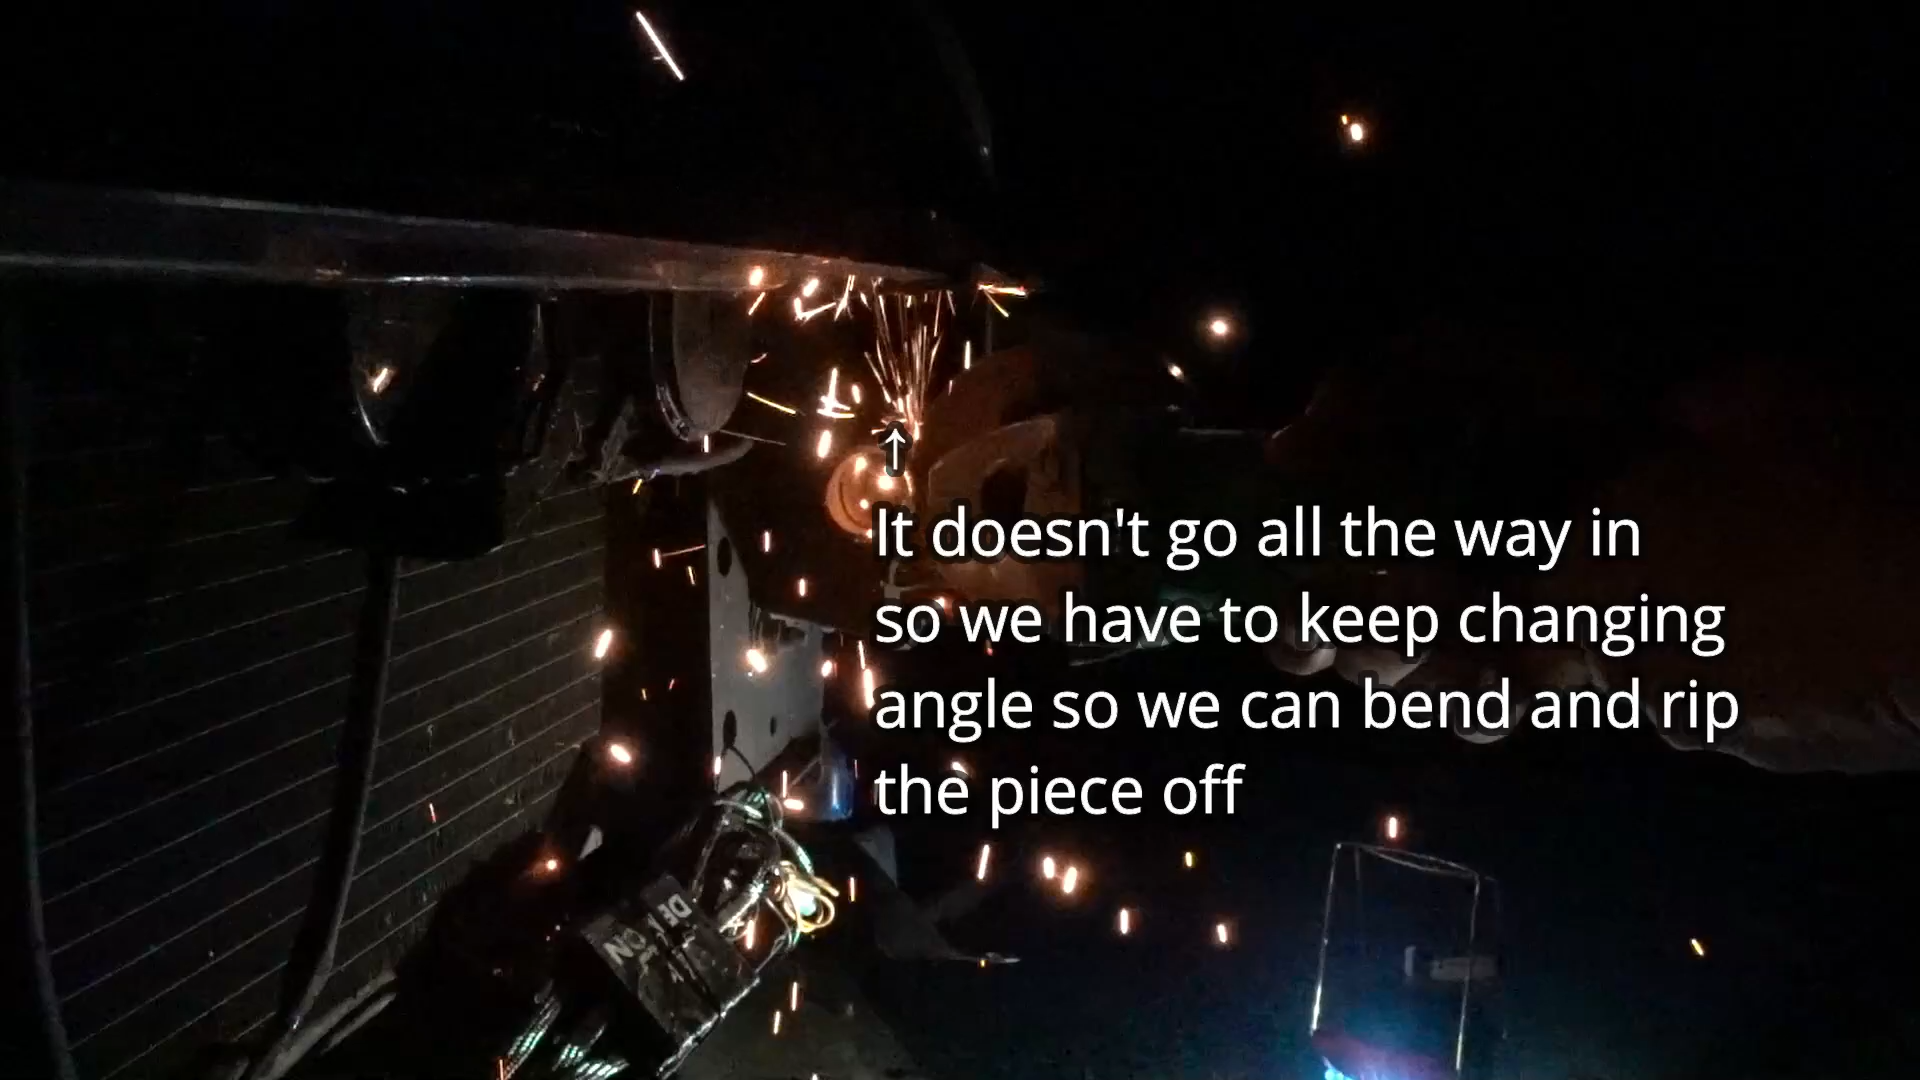 ↑
It doesn't go all the way in
so we have to keep changing
angle so we can bend and rip
the piece off